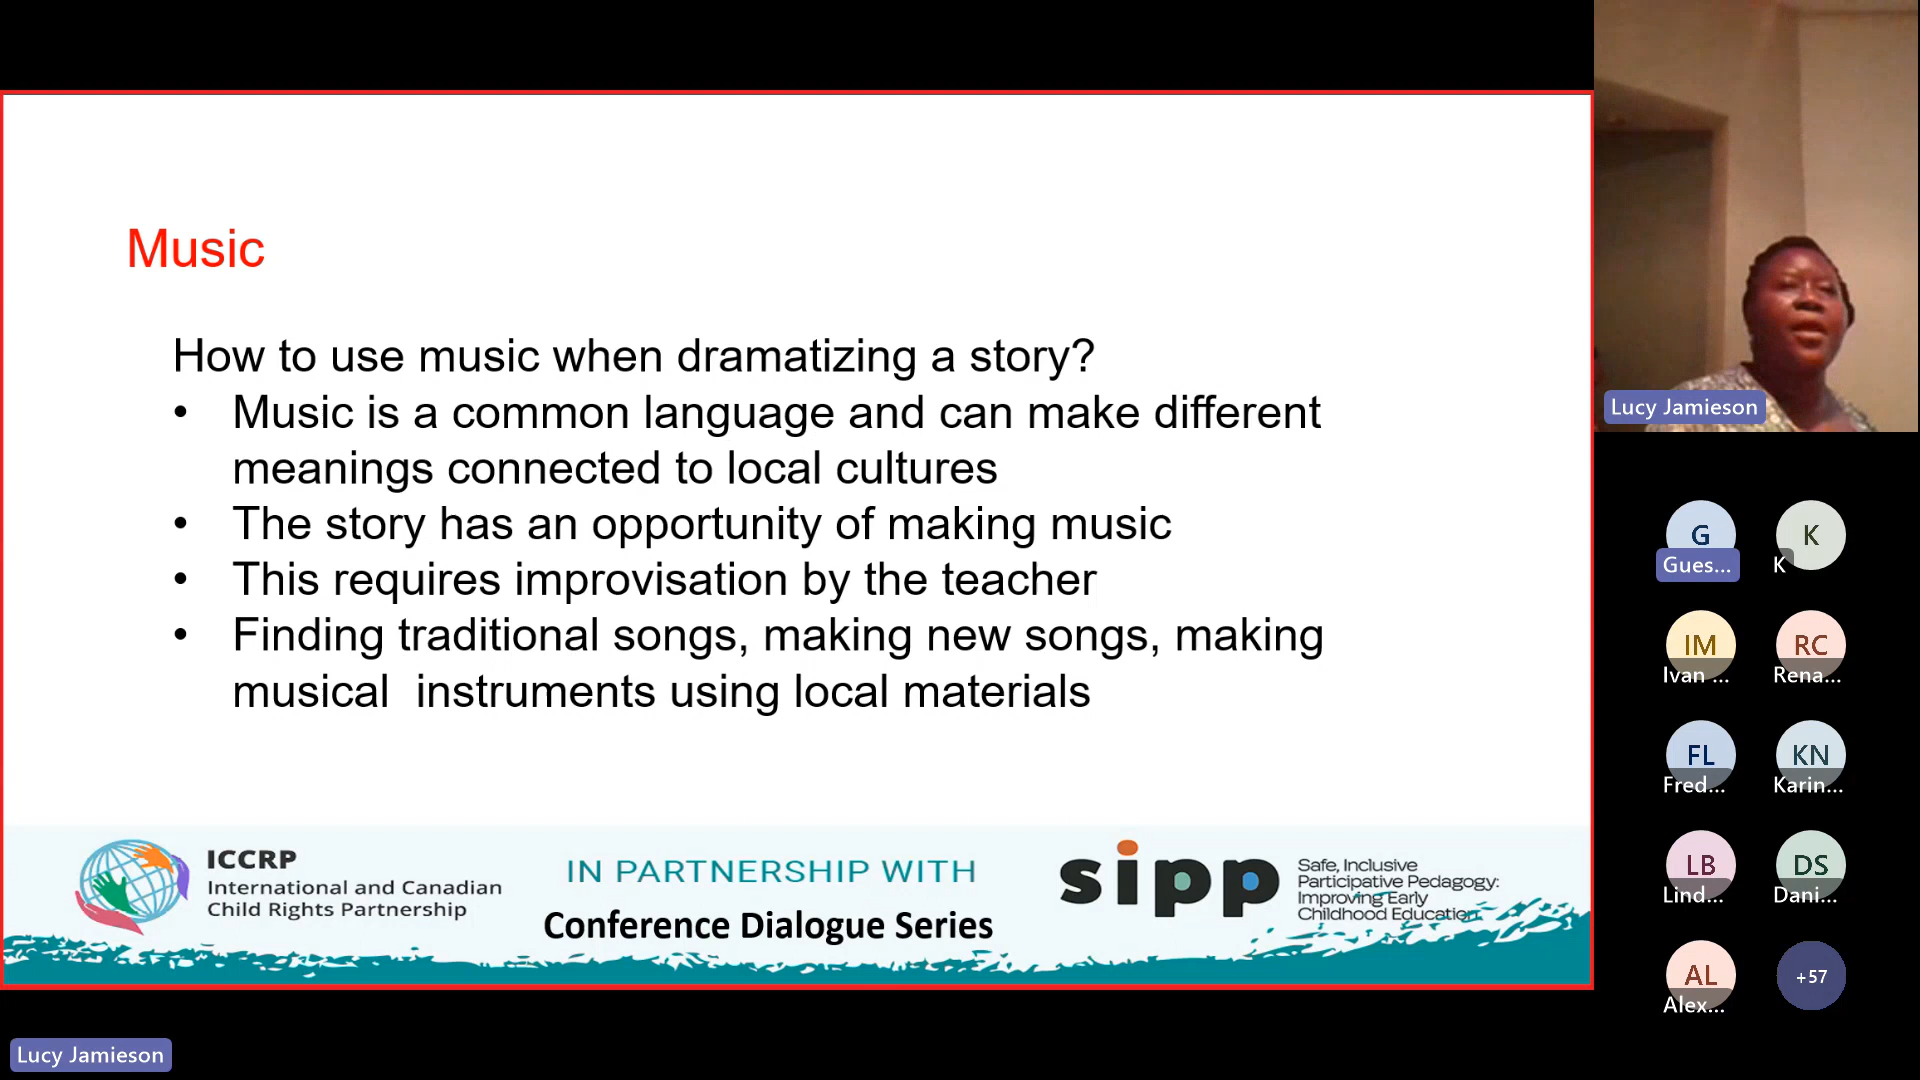 Music
How to use music when dramatizing a story?
• Music is a common language and can make different
meanings connected to local cultures
• The story has an opportunity of making music
• This requires improvisation by the teacher
• Finding traditional songs, making new songs, making
musical  instruments using local materials
ICCRP
International and Canadian
Child Rights Partnership
IN PARTNERSHIP WITH
Conference Dialogue Series
sipp
Safe, Inclusive
Participative Pedagogy:
Improving Early
Childhood Education
Lucy Jamieson
Lucy Jamieson
G
Gues...
K
K
IM
Ivan ...
RC
Rena...
FL
Fred...
KN
Karin...
LB
Lind...
DS
Dani...
AL
Alex...
+57